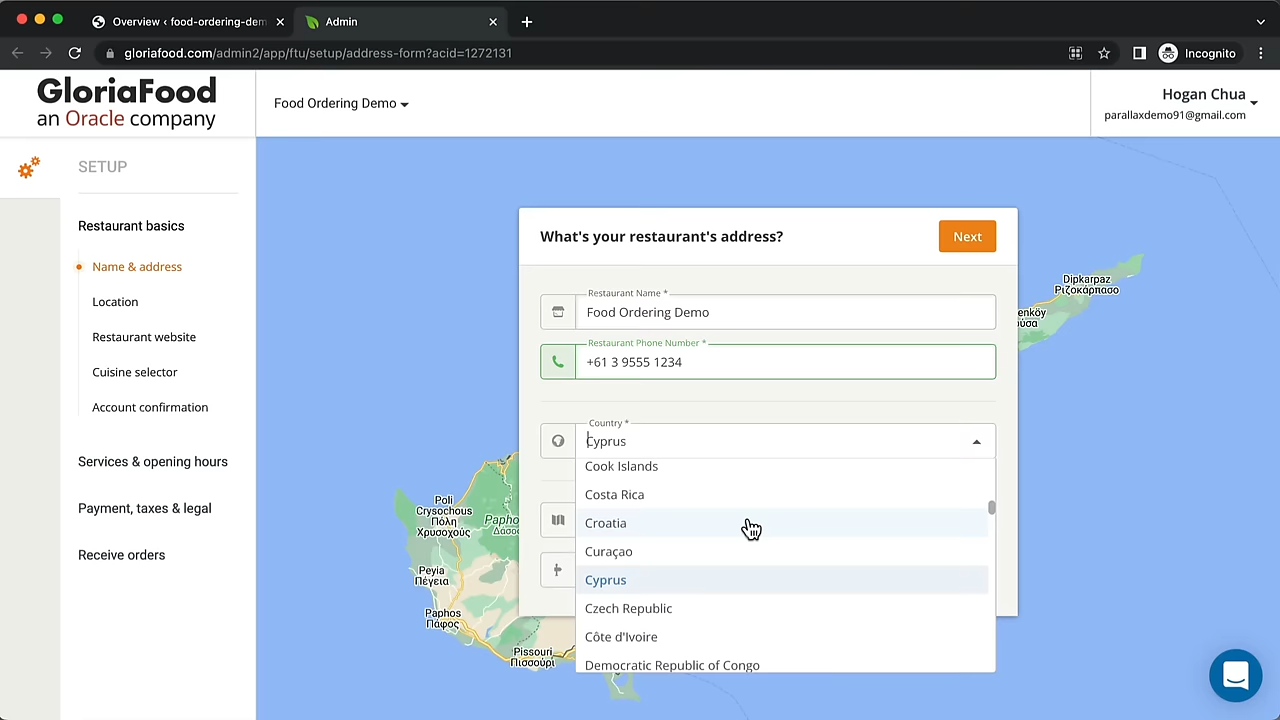 Overview ‹ food-ordering-dem
Admin
gloriafood.com/admin2/app/ftu/setup/address-form?acid=1272131
Incognito
GloriaFood
an Oracle company
Food Ordering Demo
Hogan Chua
parallaxdemo91@gmail.com
SETUP
Restaurant basics
Name & address
Location
Restaurant website
Cuisine selector
Account confirmation
Services & opening hours
Payment, taxes & legal
Receive orders
What's your restaurant's address?
Next
Restaurant Name *
Food Ordering Demo
Restaurant Phone Number *
+61 3 9555 1234
Country *
Cyprus
Cook Islands
Costa Rica
Croatia
Curaçao
Cyprus
Czech Republic
Côte d'Ivoire
Democratic Republic of Congo
Dipkarpaz
Ριζοκάρπασο
enköy
Poli
Crysochous
Πόλη
Χρυσοχούς
Peyia
Πέγεια
Paphos
Πάφος
Pissouri
Πισσούρι